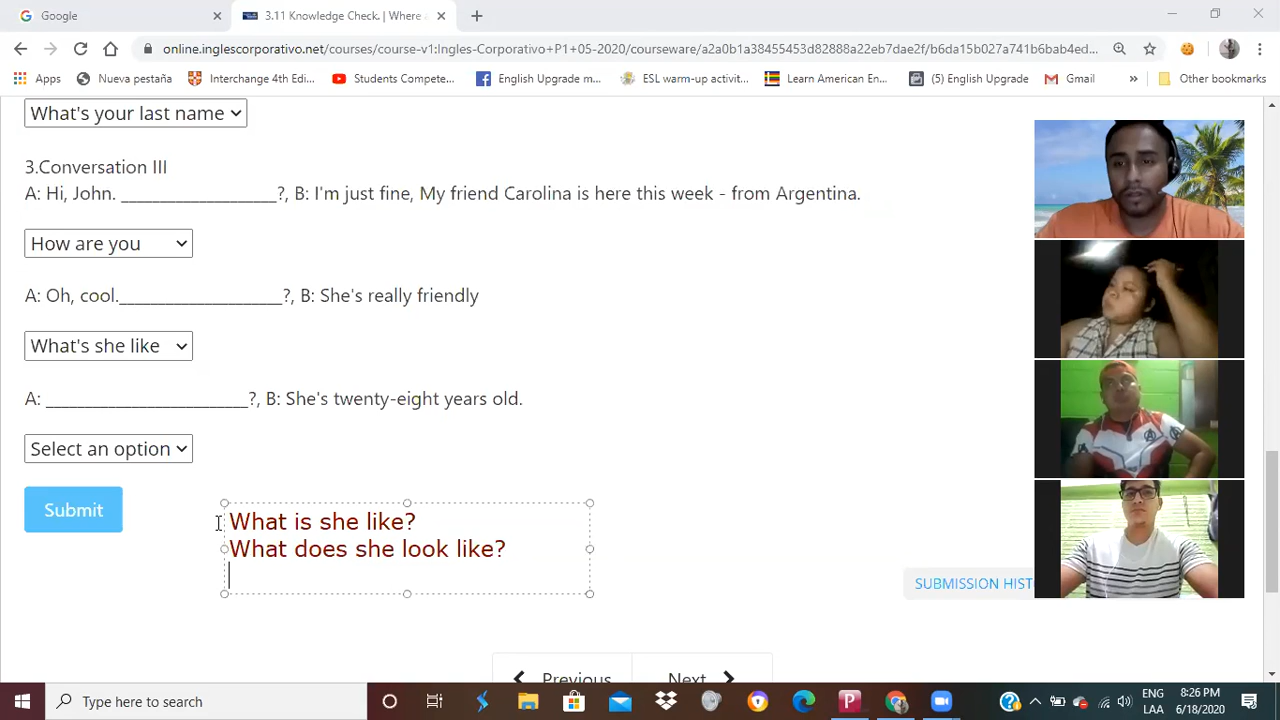 Google
3.11 Knowledge Check. | Where
online.inglescorporativo.net/courses/course-v1:Ingles-Corporativo+P1+05-2020/courseware/a2a0b1a38455453d82888a22eb7dae2f/b6da15b027a741b6bab4ed...
Apps
Nueva pestaña
Interchange 4th Edi...
Students Compete...
English Upgrade m...
ESL warm-up activit...
Learn American En...
(5) English Upgrade
Gmail
»
Other bookmarks
What's your last name
3.Conversation III
A: Hi, John. ____________________?, B: I'm just fine, My friend Carolina is here this week - from Argentina.
How are you
A: Oh, cool._____________________?, B: She's really friendly
What's she like
A: __________________________?, B: She's twenty-eight years old.
Select an option
Submit
What is she like?
What does she look like?
SUBMISSION HIST
Previous
Next
Type here to search
ENG
LAA
8:26 PM
6/18/2020